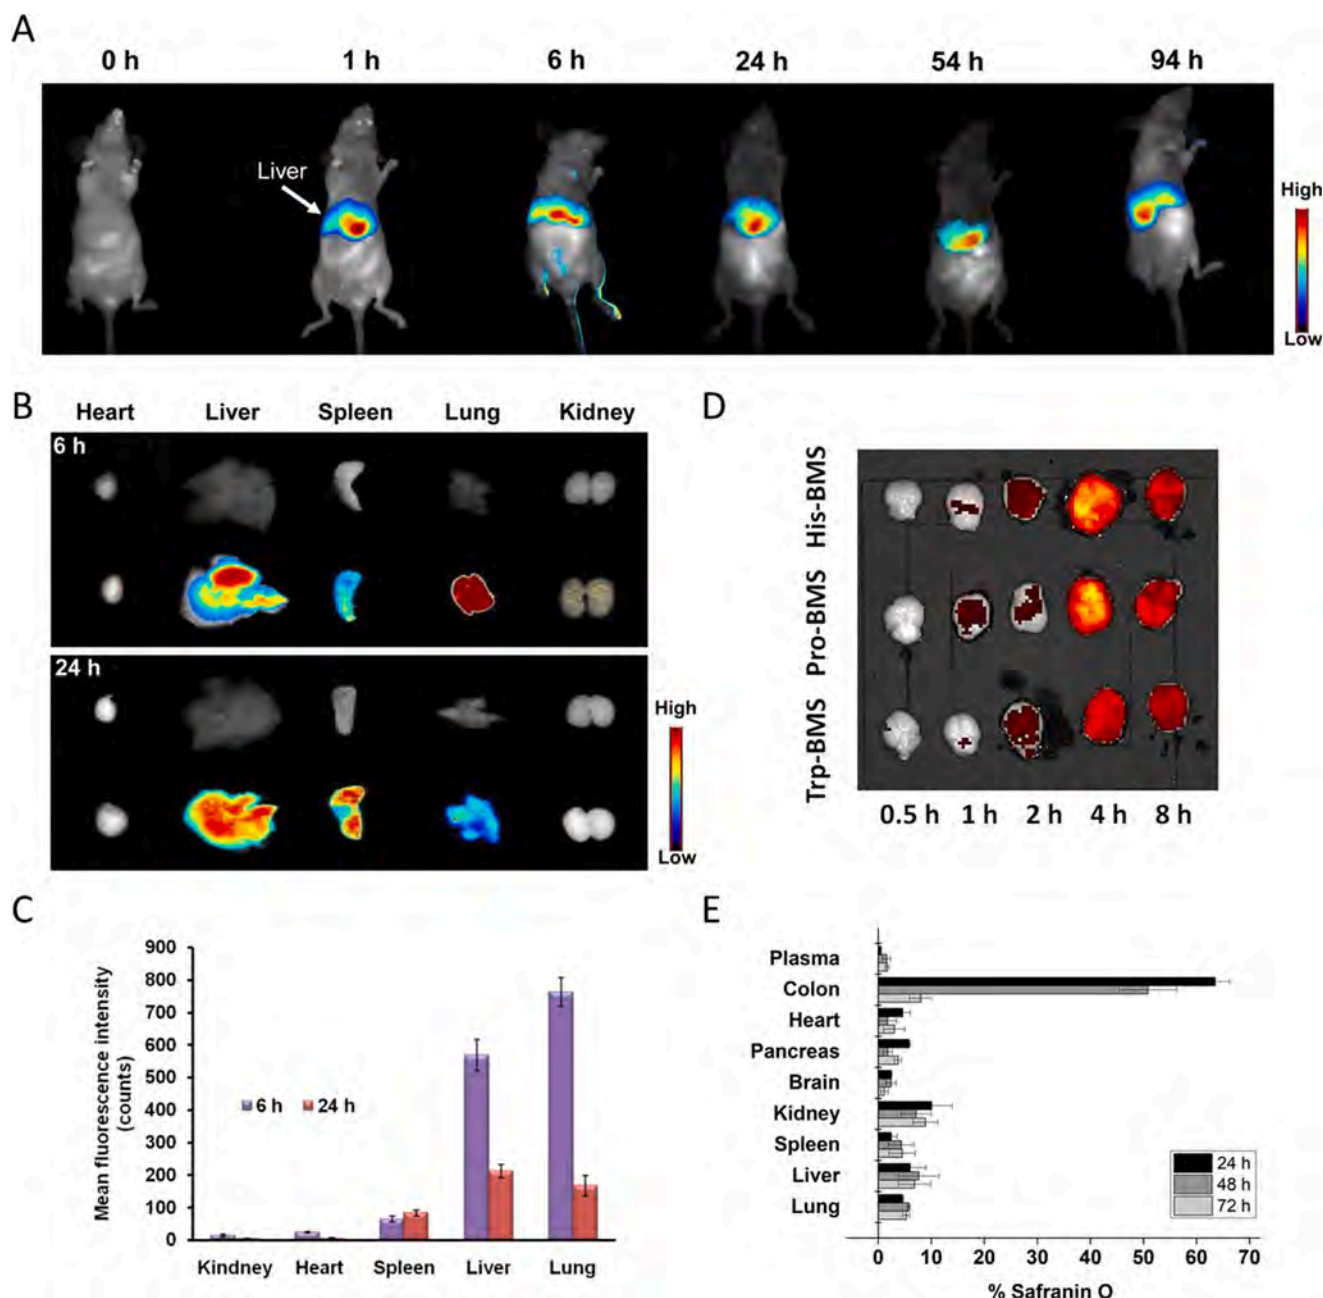 A
0 h 1 h 6 h 24 h 54 h 94 h
Liver
High
Low
B
Heart Liver Spleen Lung Kidney
6 h
24 h
High
Low
C
900
800
700
600
500
400
300
200
100
0
Mean fluorescence intensity
(counts)
6 h 24 h
Kindney Heart Spleen Liver Lung
D
His-BMS
Pro-BMS
Trp-BMS
0.5 h 1 h 2 h 4 h 8 h
E
Plasma
Colon
Heart
Pancreas
Brain
Kidney
Spleen
Liver
Lung
24 h
48 h
72 h
0 10 20 30 40 50 60 70
% Safranin O